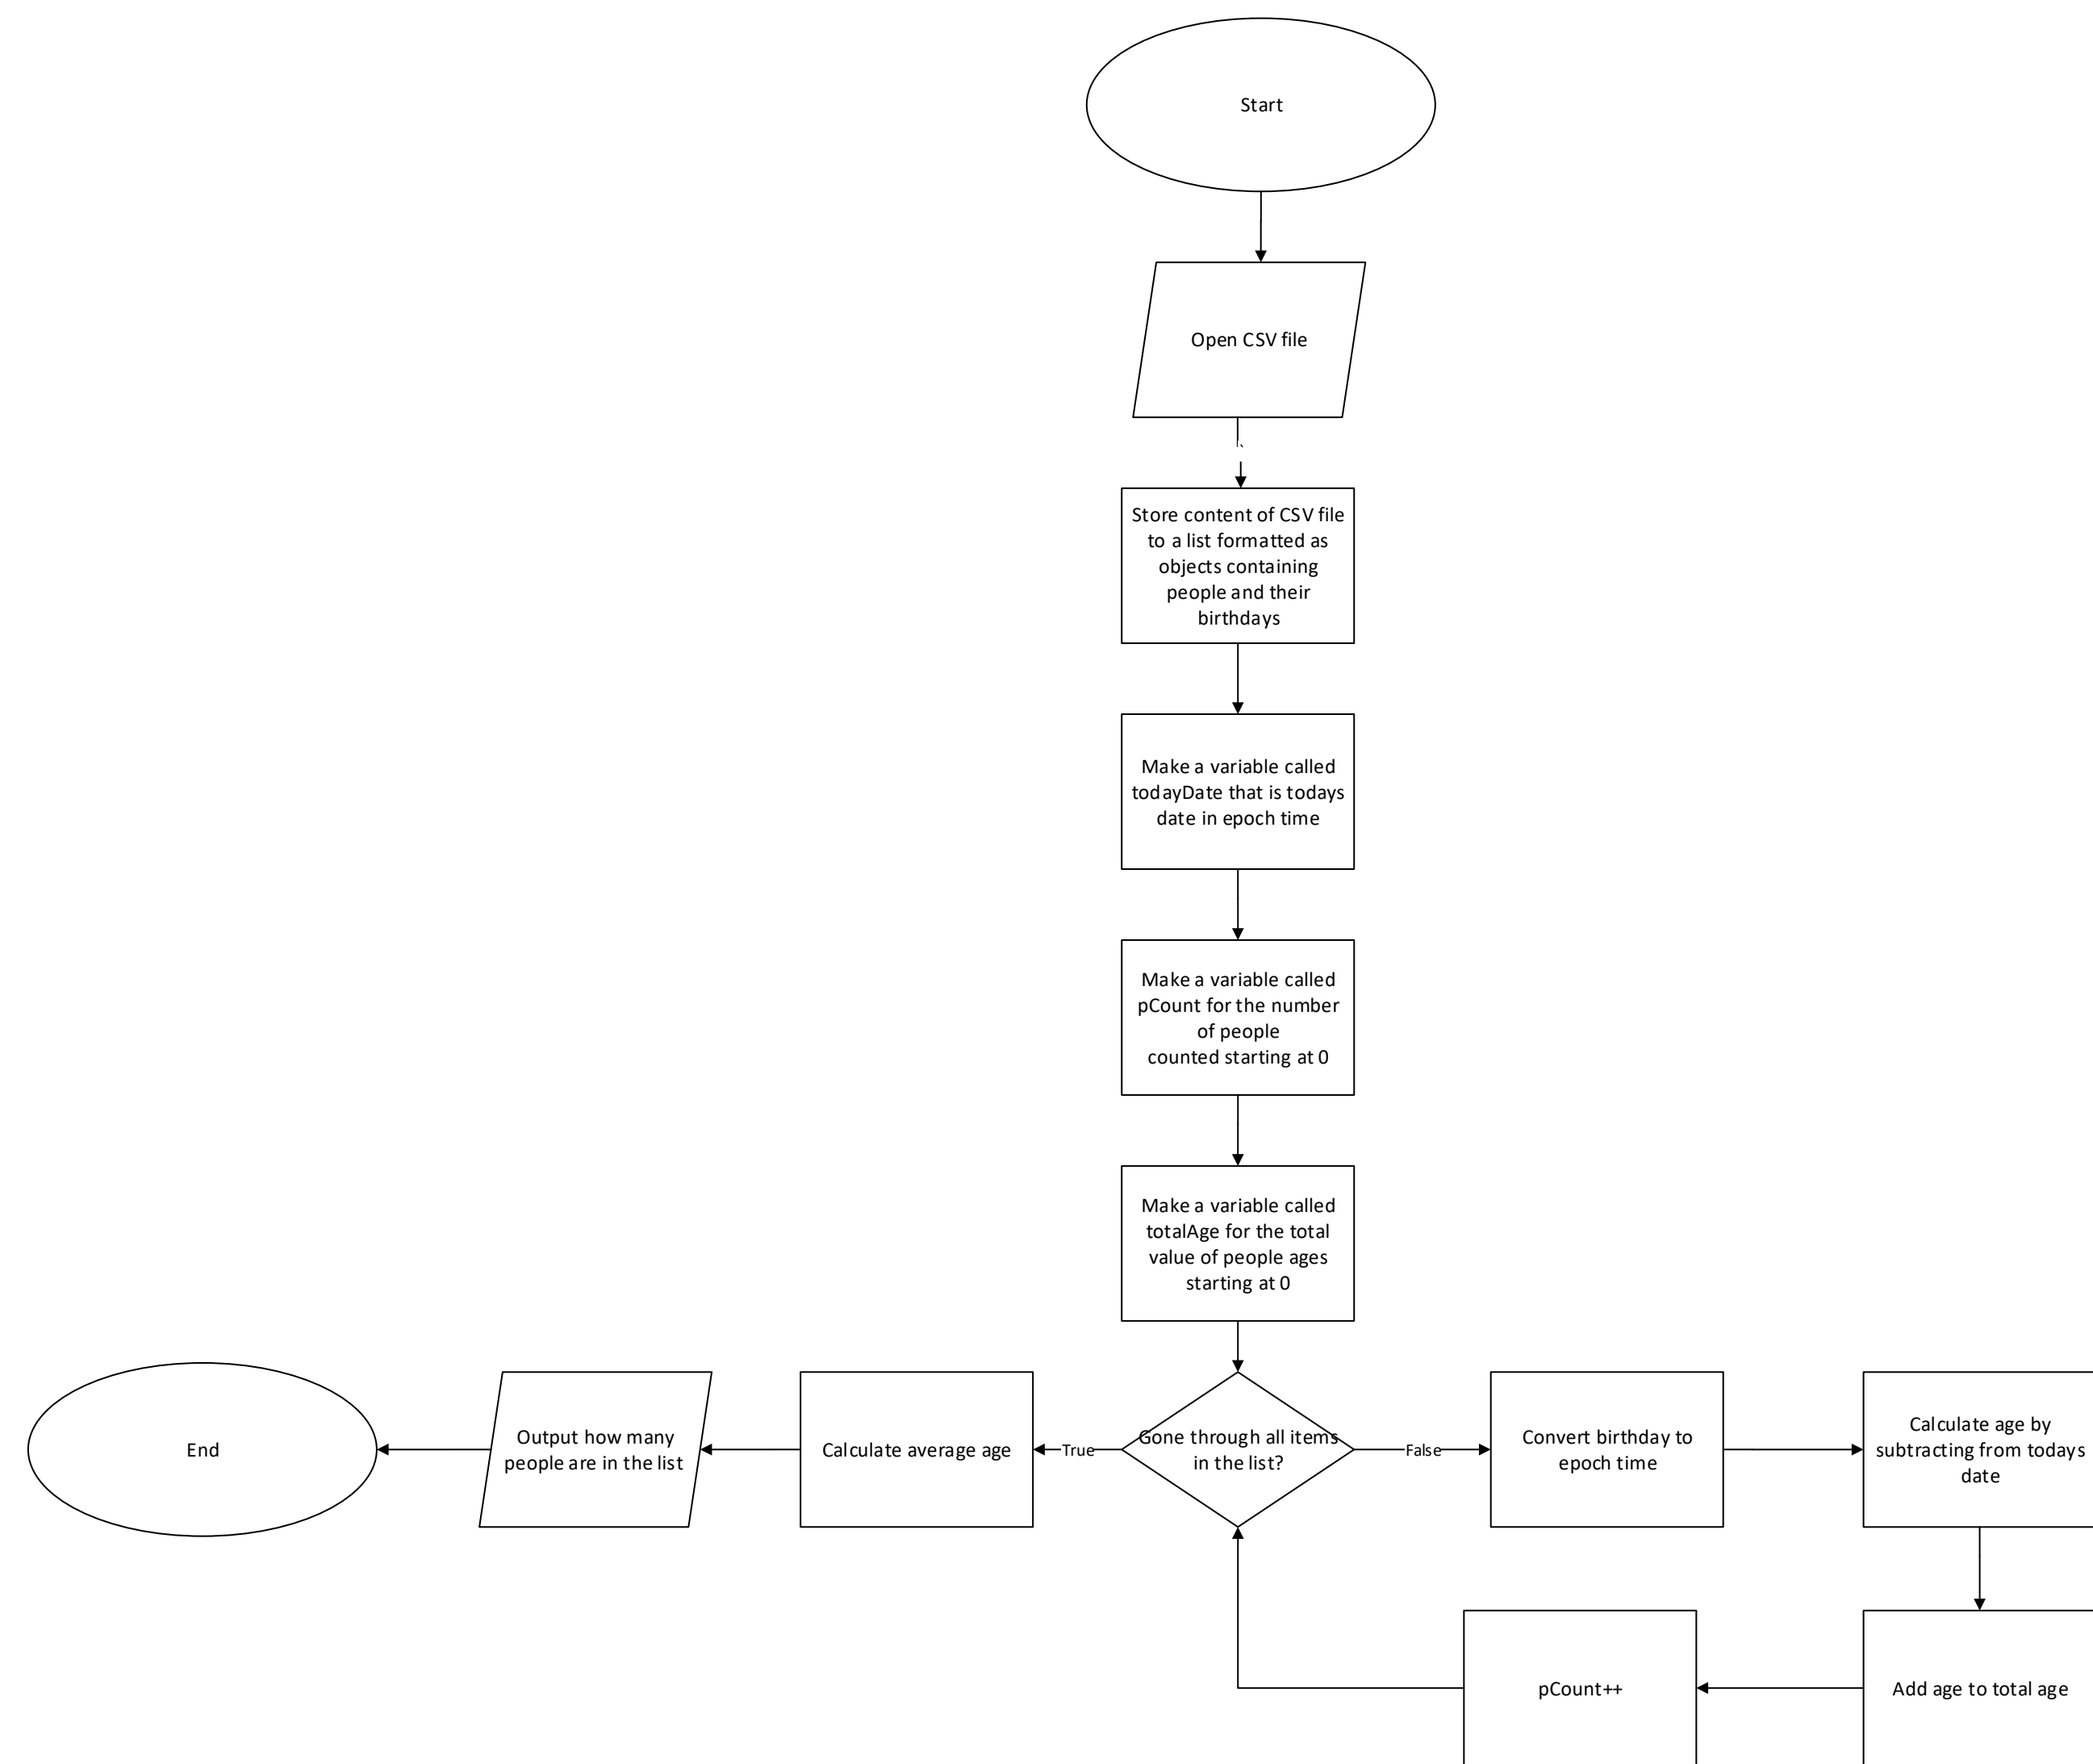 Start
Open CSV file
Store content of CSV file
to a list formatted as
objects containing
people and their
birthdays
Make a variable called
todayDate that is todays
date in epoch time
Make a variable called
pCount for the number
of people
counted starting at 0
Make a variable called
totalAge for the total
value of people ages
starting at 0
Gone through all items
in the list?
True
Calculate average age
Output how many
people are in the list
End
False
Convert birthday to
epoch time
Calculate age by
subtracting from todays
date
Add age to total age
pCount++